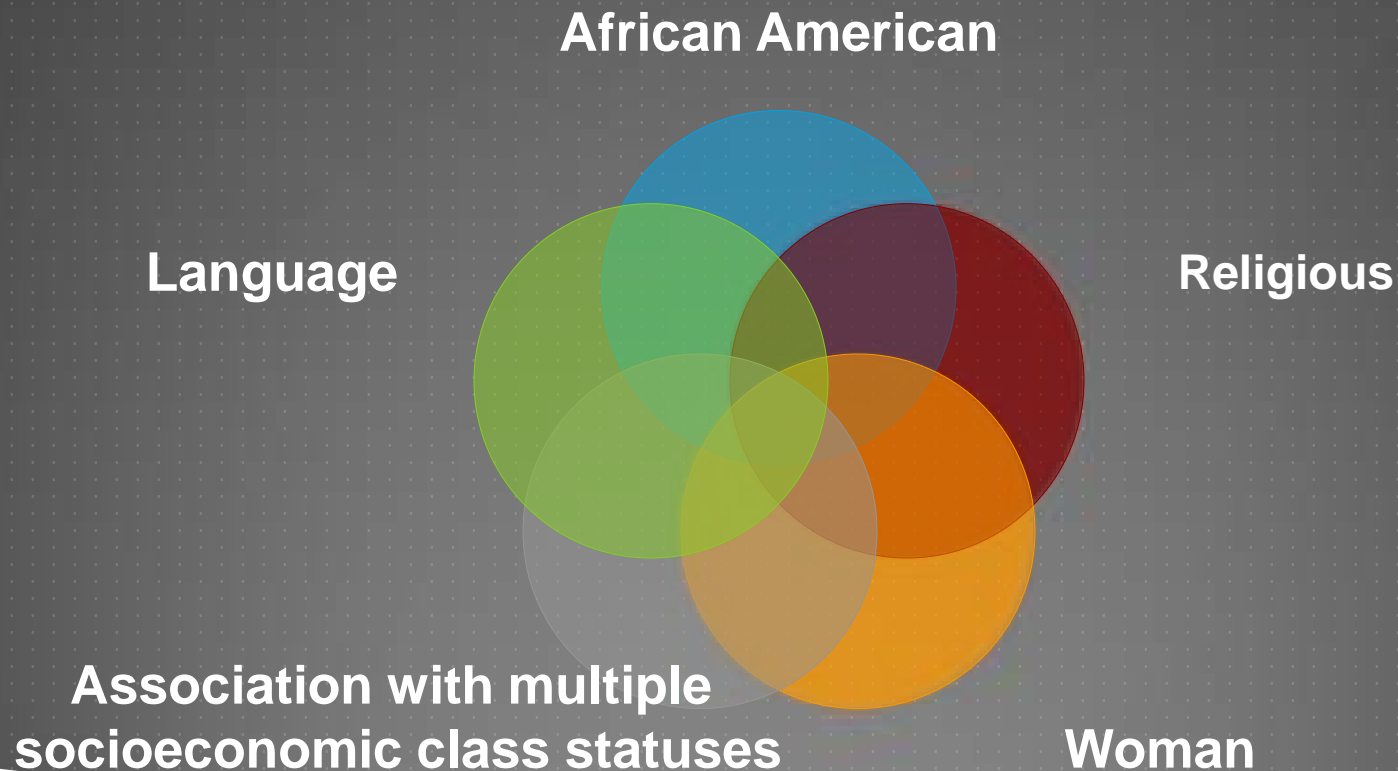 African American
Language
Religious
Association with multiple
socioeconomic class statuses
Woman